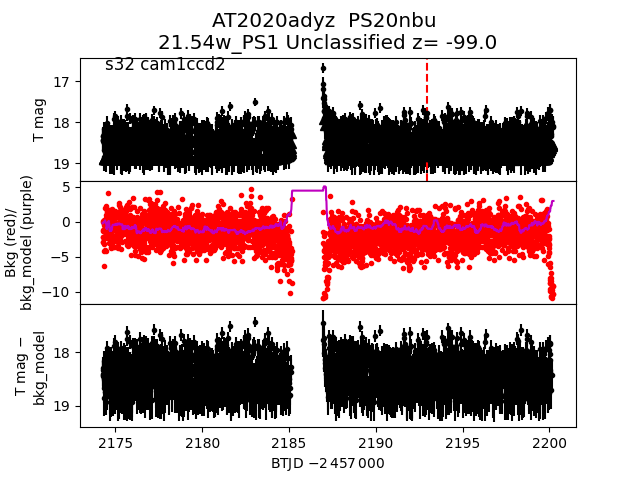 AT2020adyz PS20nbu
21.54w_PS1 Unclassified z= -99.0
s32 cam1ccd2
T mag
17
18
19
Bkg (red)/
bkg_model (purple)
5
0
−5
−10
T mag −
bkg_model
18
19
2175
2180
2185
2190
2195
2200
BTJD −2 457 000